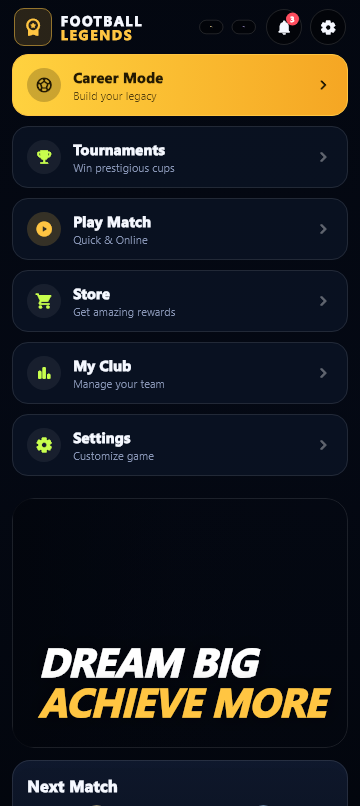 FOOTBALL
LEGENDS
-
-
3
Career Mode
Build your legacy
Tournaments
Win prestigious cups
Play Match
Quick & Online
Store
Get amazing rewards
My Club
Manage your team
Settings
Customize game
DREAM BIG
ACHIEVE MORE
Next Match